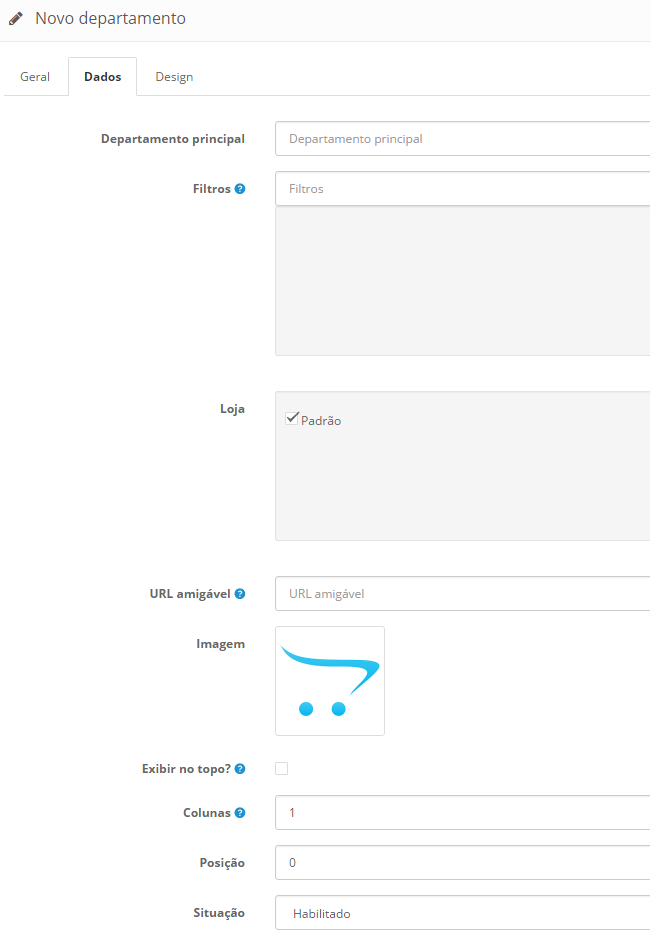 Novo departamento
Geral Dados Design
Departamento principal Departamento principal
Filtros ? Filtros
Loja
Padrão
URL amigável ? URL amigável
Imagem
Exibir no topo? ?
Colunas ? 1
Posição 0
Situação Habilitado